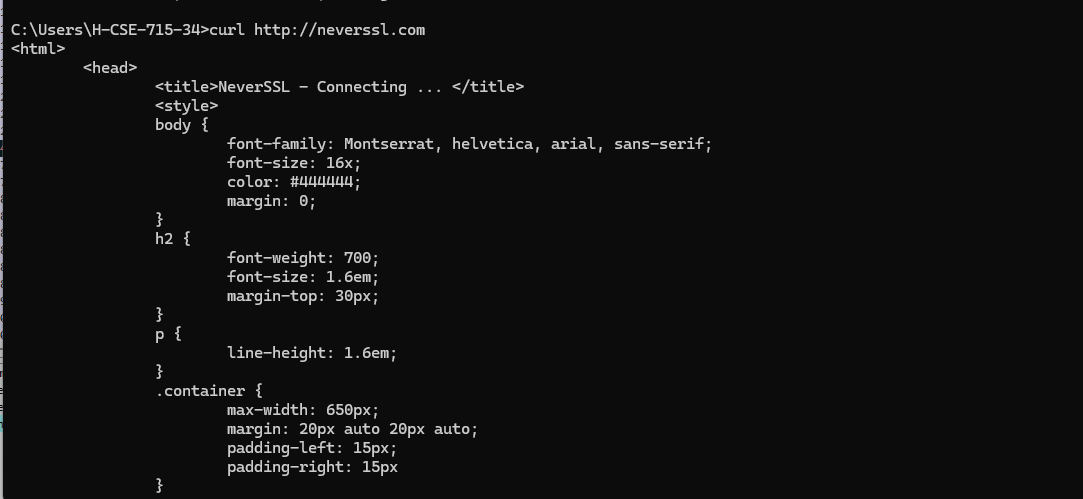 C:\Users\H-CSE-715-34>curl http://neverssl.com
<html>
        <head>
                <title>NeverSSL - Connecting ... </title>
                <style>
                body {
                        font-family: Montserrat, helvetica, arial, sans-serif;
                        font-size: 16x;
                        color: #444444;
                        margin: 0;
                }
                h2 {
                        font-weight: 700;
                        font-size: 1.6em;
                        margin-top: 30px;
                }
                p {
                        line-height: 1.6em;
                }
                .container {
                        max-width: 650px;
                        margin: 20px auto 20px auto;
                        padding-left: 15px;
                        padding-right: 15px
                }